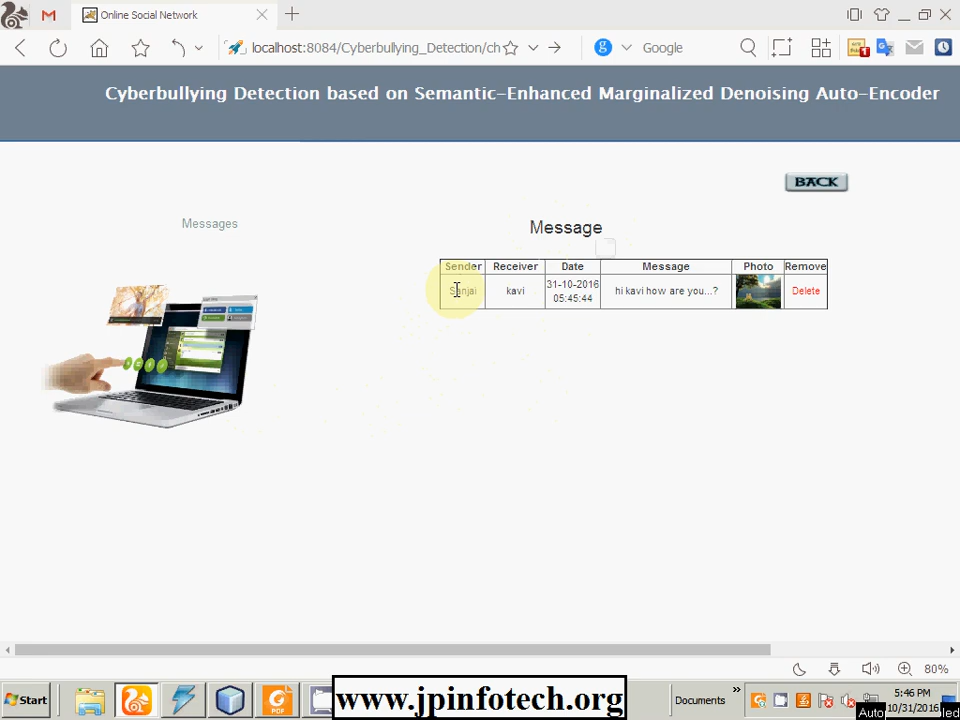 Online Social Network
localhost:8084/Cyberbullying_Detection/ch
Google
Cyberbullying Detection based on Semantic-Enhanced Marginalized Denoising Auto-Encoder
BACK
Messages
Message
Sender Receiver Date Message Photo Remove
Sanjai kavi 31-10-2016 05:45:44 hi kavi how are you...? Delete
80%
Start
www.jpinfotech.org
Documents
5:46 PM
10/31/2016